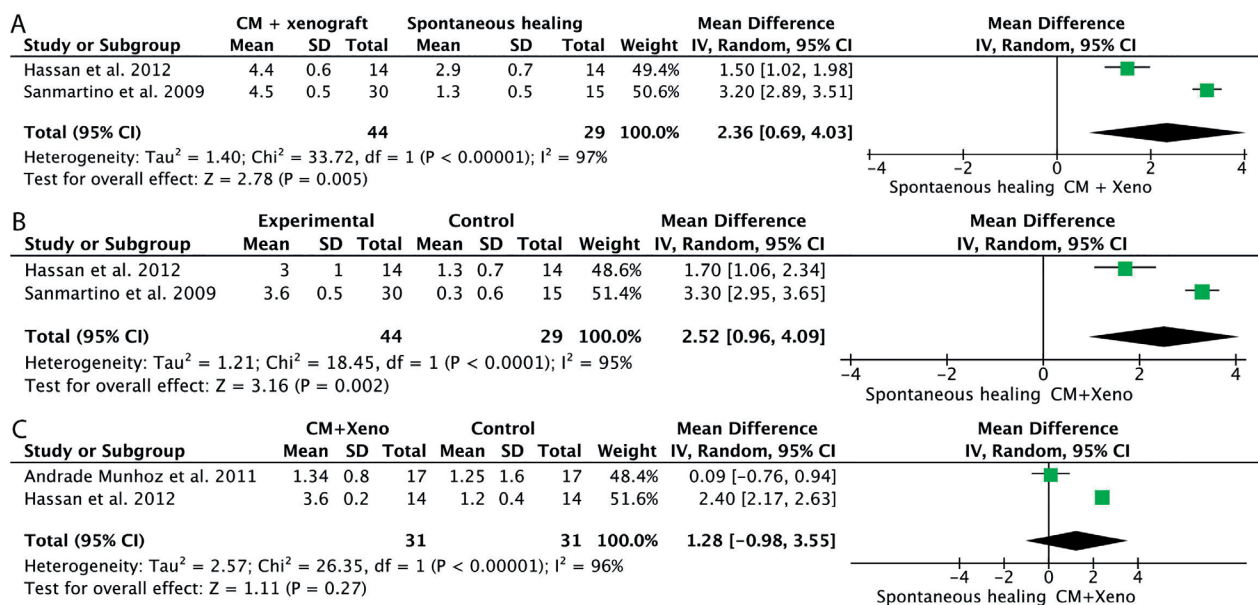 A
CM + xenograft Spontaneous healing Mean Difference Mean Difference
Study or Subgroup Mean SD Total Mean SD Total Weight IV, Random, 95% CI IV, Random, 95% CI
Hassan et al. 2012 4.4 0.6 14 2.9 0.7 14 49.4% 1.50 [1.02, 1.98]
Sanmartino et al. 2009 4.5 0.5 30 1.3 0.5 15 50.6% 3.20 [2.89, 3.51]
Total (95% CI) 44 29 100.0% 2.36 [0.69, 4.03]
Heterogeneity: Tau² = 1.40; Chi² = 33.72, df = 1 (P < 0.00001); I² = 97%
Test for overall effect: Z = 2.78 (P = 0.005)
−4 −2 0 2 4
Spontaenous healing CM + Xeno
B
Experimental Control Mean Difference Mean Difference
Study or Subgroup Mean SD Total Mean SD Total Weight IV, Random, 95% CI IV, Random, 95% CI
Hassan et al. 2012 3 1 14 1.3 0.7 14 48.6% 1.70 [1.06, 2.34]
Sanmartino et al. 2009 3.6 0.5 30 0.3 0.6 15 51.4% 3.30 [2.95, 3.65]
Total (95% CI) 44 29 100.0% 2.52 [0.96, 4.09]
Heterogeneity: Tau² = 1.21; Chi² = 18.45, df = 1 (P < 0.0001); I² = 95%
Test for overall effect: Z = 3.16 (P = 0.002)
−4 −2 0 2 4
Spontaneous healing CM+Xeno
C
CM+Xeno Control Mean Difference Mean Difference
Study or Subgroup Mean SD Total Mean SD Total Weight IV, Random, 95% CI IV, Random, 95% CI
Andrade Munhoz et al. 2011 1.34 0.8 17 1.25 1.6 17 48.4% 0.09 [−0.76, 0.94]
Hassan et al. 2012 3.6 0.2 14 1.2 0.4 14 51.6% 2.40 [2.17, 2.63]
Total (95% CI) 31 31 100.0% 1.28 [−0.98, 3.55]
Heterogeneity: Tau² = 2.57; Chi² = 26.35, df = 1 (P < 0.00001); I² = 96%
Test for overall effect: Z = 1.11 (P = 0.27)
−4 −2 0 2 4
Spontaneous healing CM+Xeno